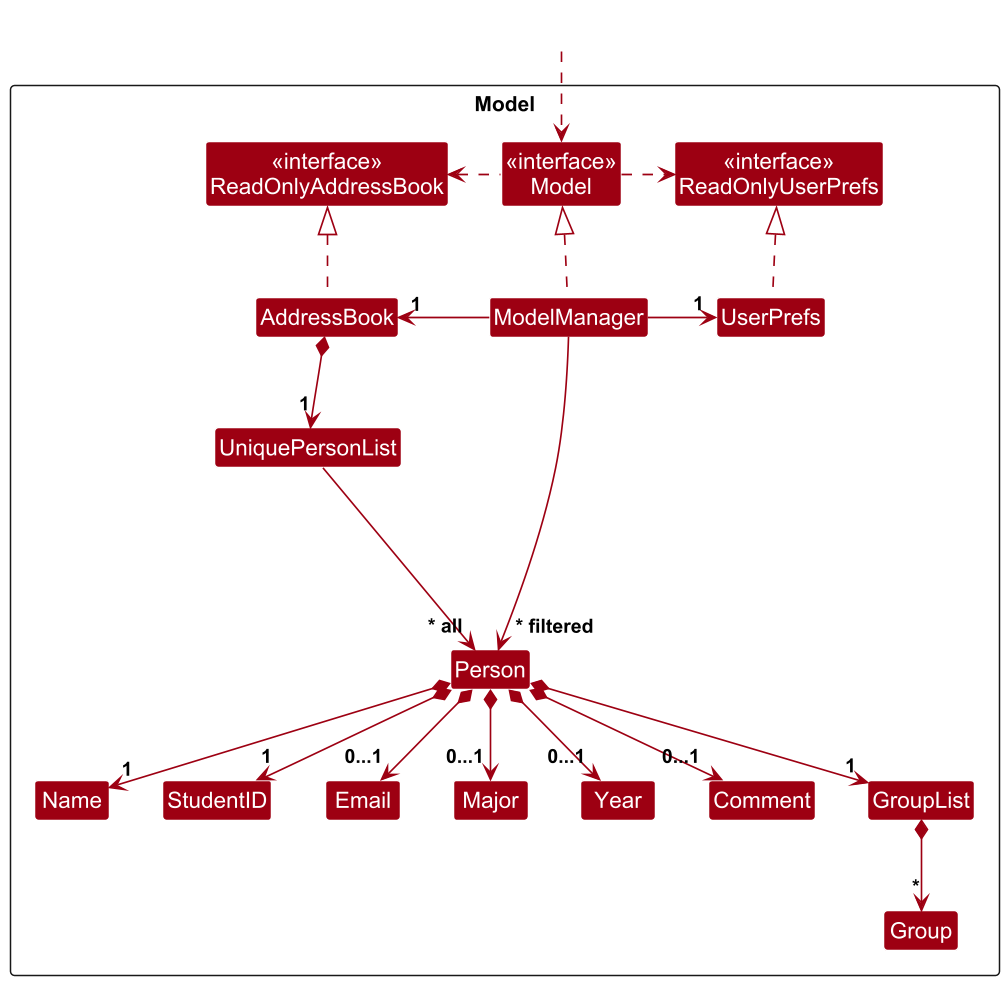 Model
«interface»
ReadOnlyAddressBook
«interface»
Model
«interface»
ReadOnlyUserPrefs
1
1
AddressBook
ModelManager
UserPrefs
1
UniquePersonList
* all
* filtered
Person
1
1
0...1
0...1
0...1
0...1
1
Name
StudentID
Email
Major
Year
Comment
GroupList
*
Group